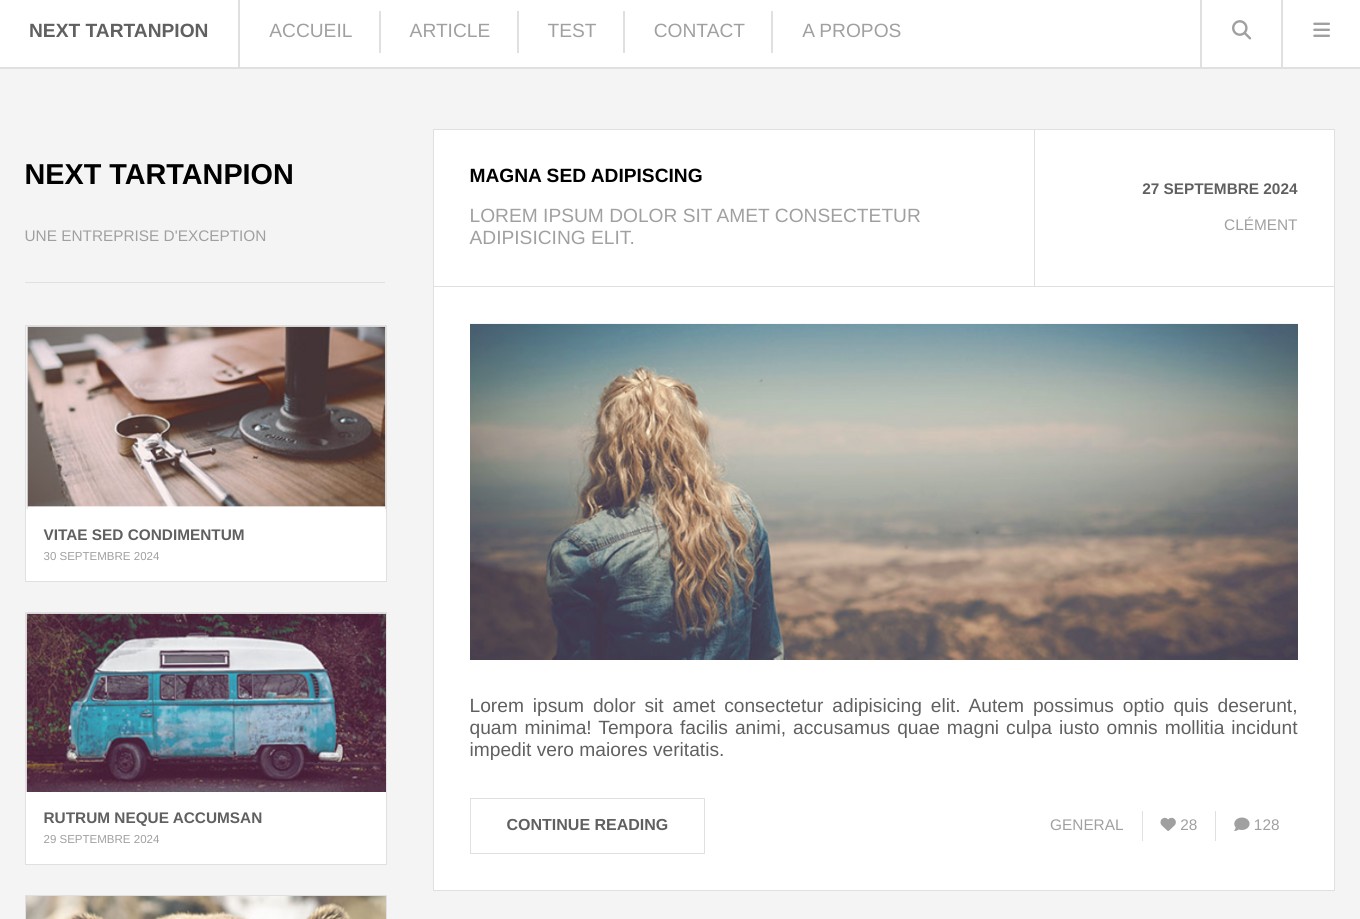 NEXT TARTANPION
ACCUEIL
ARTICLE
TEST
CONTACT
A PROPOS
NEXT TARTANPION
UNE ENTREPRISE D'EXCEPTION
VITAE SED CONDIMENTUM
30 SEPTEMBRE 2024
RUTRUM NEQUE ACCUMSAN
29 SEPTEMBRE 2024
MAGNA SED ADIPISCING
LOREM IPSUM DOLOR SIT AMET CONSECTETUR
ADIPISICING ELIT.
27 SEPTEMBRE 2024
CLÉMENT
Lorem ipsum dolor sit amet consectetur adipisicing elit. Autem possimus optio quis deserunt,
quam minima! Tempora facilis animi, accusamus quae magni culpa iusto omnis mollitia incidunt
impedit vero maiores veritatis.
CONTINUE READING
GENERAL
28
128